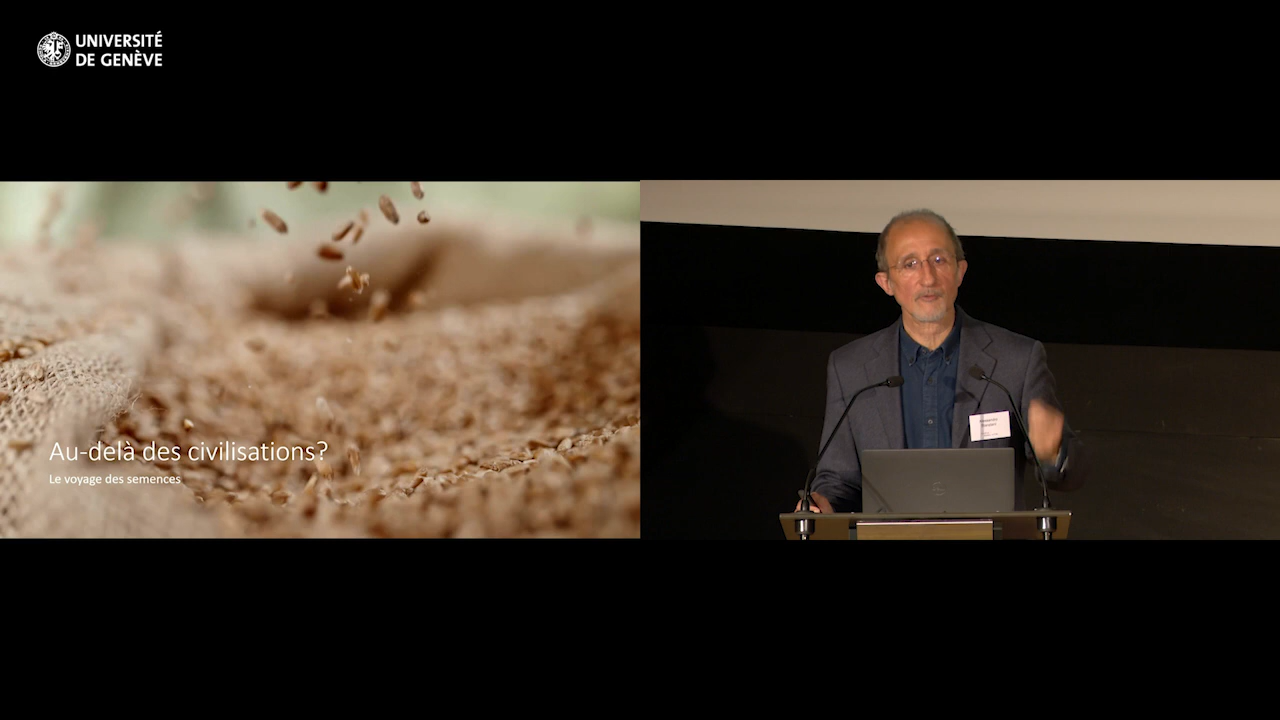 UNIVERSITÉ
DE GENÈVE
Au-delà des civilisations?
Le voyage des semences